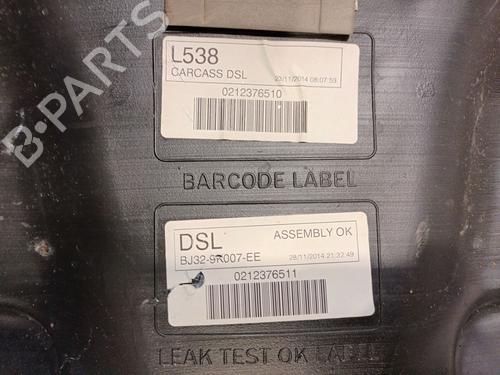 B-PARTS
L538
CARCASS DSL
23/11/2014 08:07:59
0212376510
BARCODE LABEL
DSL
ASSEMBLY OK
BJ32-9K007-EE
28/11/2014 21:32:49
0212376511
LEAK TEST OK LABEL